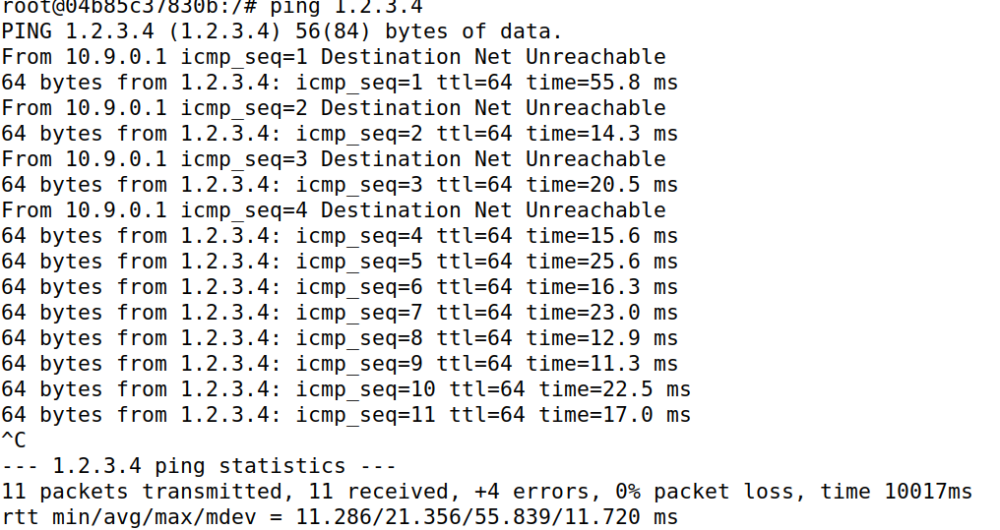 root@04b85c37830b:/# ping 1.2.3.4
PING 1.2.3.4 (1.2.3.4) 56(84) bytes of data.
From 10.9.0.1 icmp_seq=1 Destination Net Unreachable
64 bytes from 1.2.3.4: icmp_seq=1 ttl=64 time=55.8 ms
From 10.9.0.1 icmp_seq=2 Destination Net Unreachable
64 bytes from 1.2.3.4: icmp_seq=2 ttl=64 time=14.3 ms
From 10.9.0.1 icmp_seq=3 Destination Net Unreachable
64 bytes from 1.2.3.4: icmp_seq=3 ttl=64 time=20.5 ms
From 10.9.0.1 icmp_seq=4 Destination Net Unreachable
64 bytes from 1.2.3.4: icmp_seq=4 ttl=64 time=15.6 ms
64 bytes from 1.2.3.4: icmp_seq=5 ttl=64 time=25.6 ms
64 bytes from 1.2.3.4: icmp_seq=6 ttl=64 time=16.3 ms
64 bytes from 1.2.3.4: icmp_seq=7 ttl=64 time=23.0 ms
64 bytes from 1.2.3.4: icmp_seq=8 ttl=64 time=12.9 ms
64 bytes from 1.2.3.4: icmp_seq=9 ttl=64 time=11.3 ms
64 bytes from 1.2.3.4: icmp_seq=10 ttl=64 time=22.5 ms
64 bytes from 1.2.3.4: icmp_seq=11 ttl=64 time=17.0 ms
^C
--- 1.2.3.4 ping statistics ---
11 packets transmitted, 11 received, +4 errors, 0% packet loss, time 10017ms
rtt min/avg/max/mdev = 11.286/21.356/55.839/11.720 ms